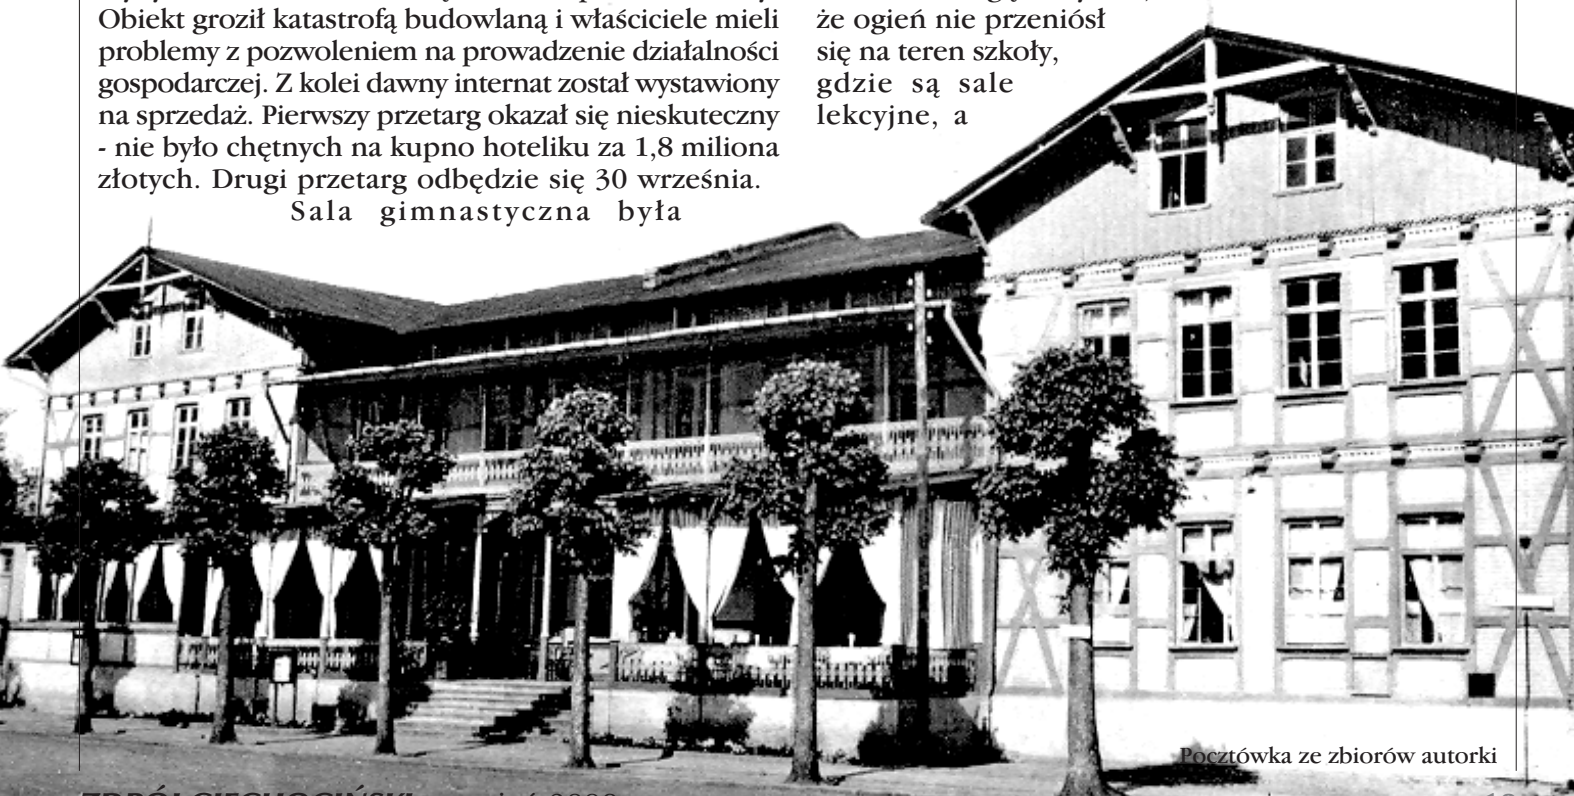 Obiekt groził katastrofą budowlaną i właściciele mieli
problemy z pozwoleniem na prowadzenie działalności
gospodarczej. Z kolei dawny internat został wystawiony
na sprzedaż. Pierwszy przetarg okazał się nieskuteczny
- nie było chętnych na kupno hoteliku za 1,8 miliona
złotych. Drugi przetarg odbędzie się 30 września.
Sala gimnastyczna była
że ogień nie przeniósł
się na teren szkoły,
gdzie są sale
lekcyjne, a
Pocztówka ze zbiorów autorki
ZDRÓJ CIECHOCIŃSKI